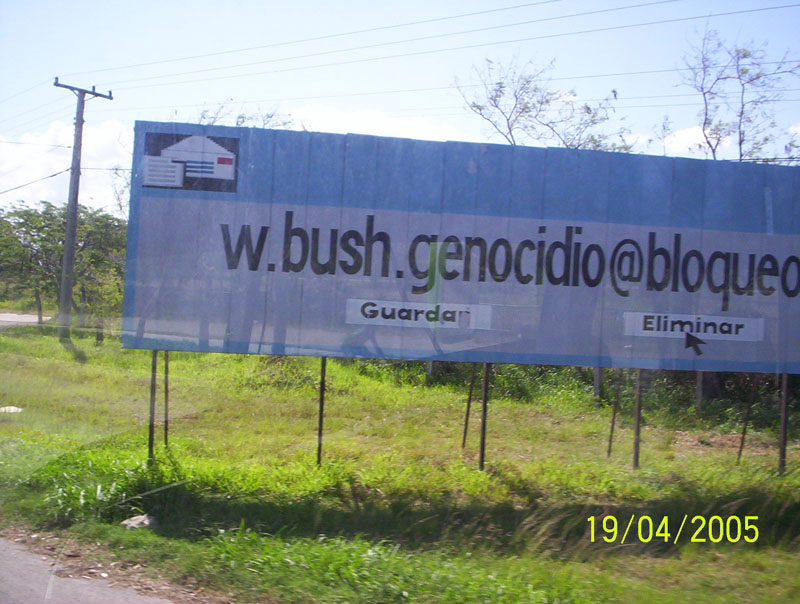 w.bush.genocidio@bloqueo
Guardar
Eliminar
19/04/2005